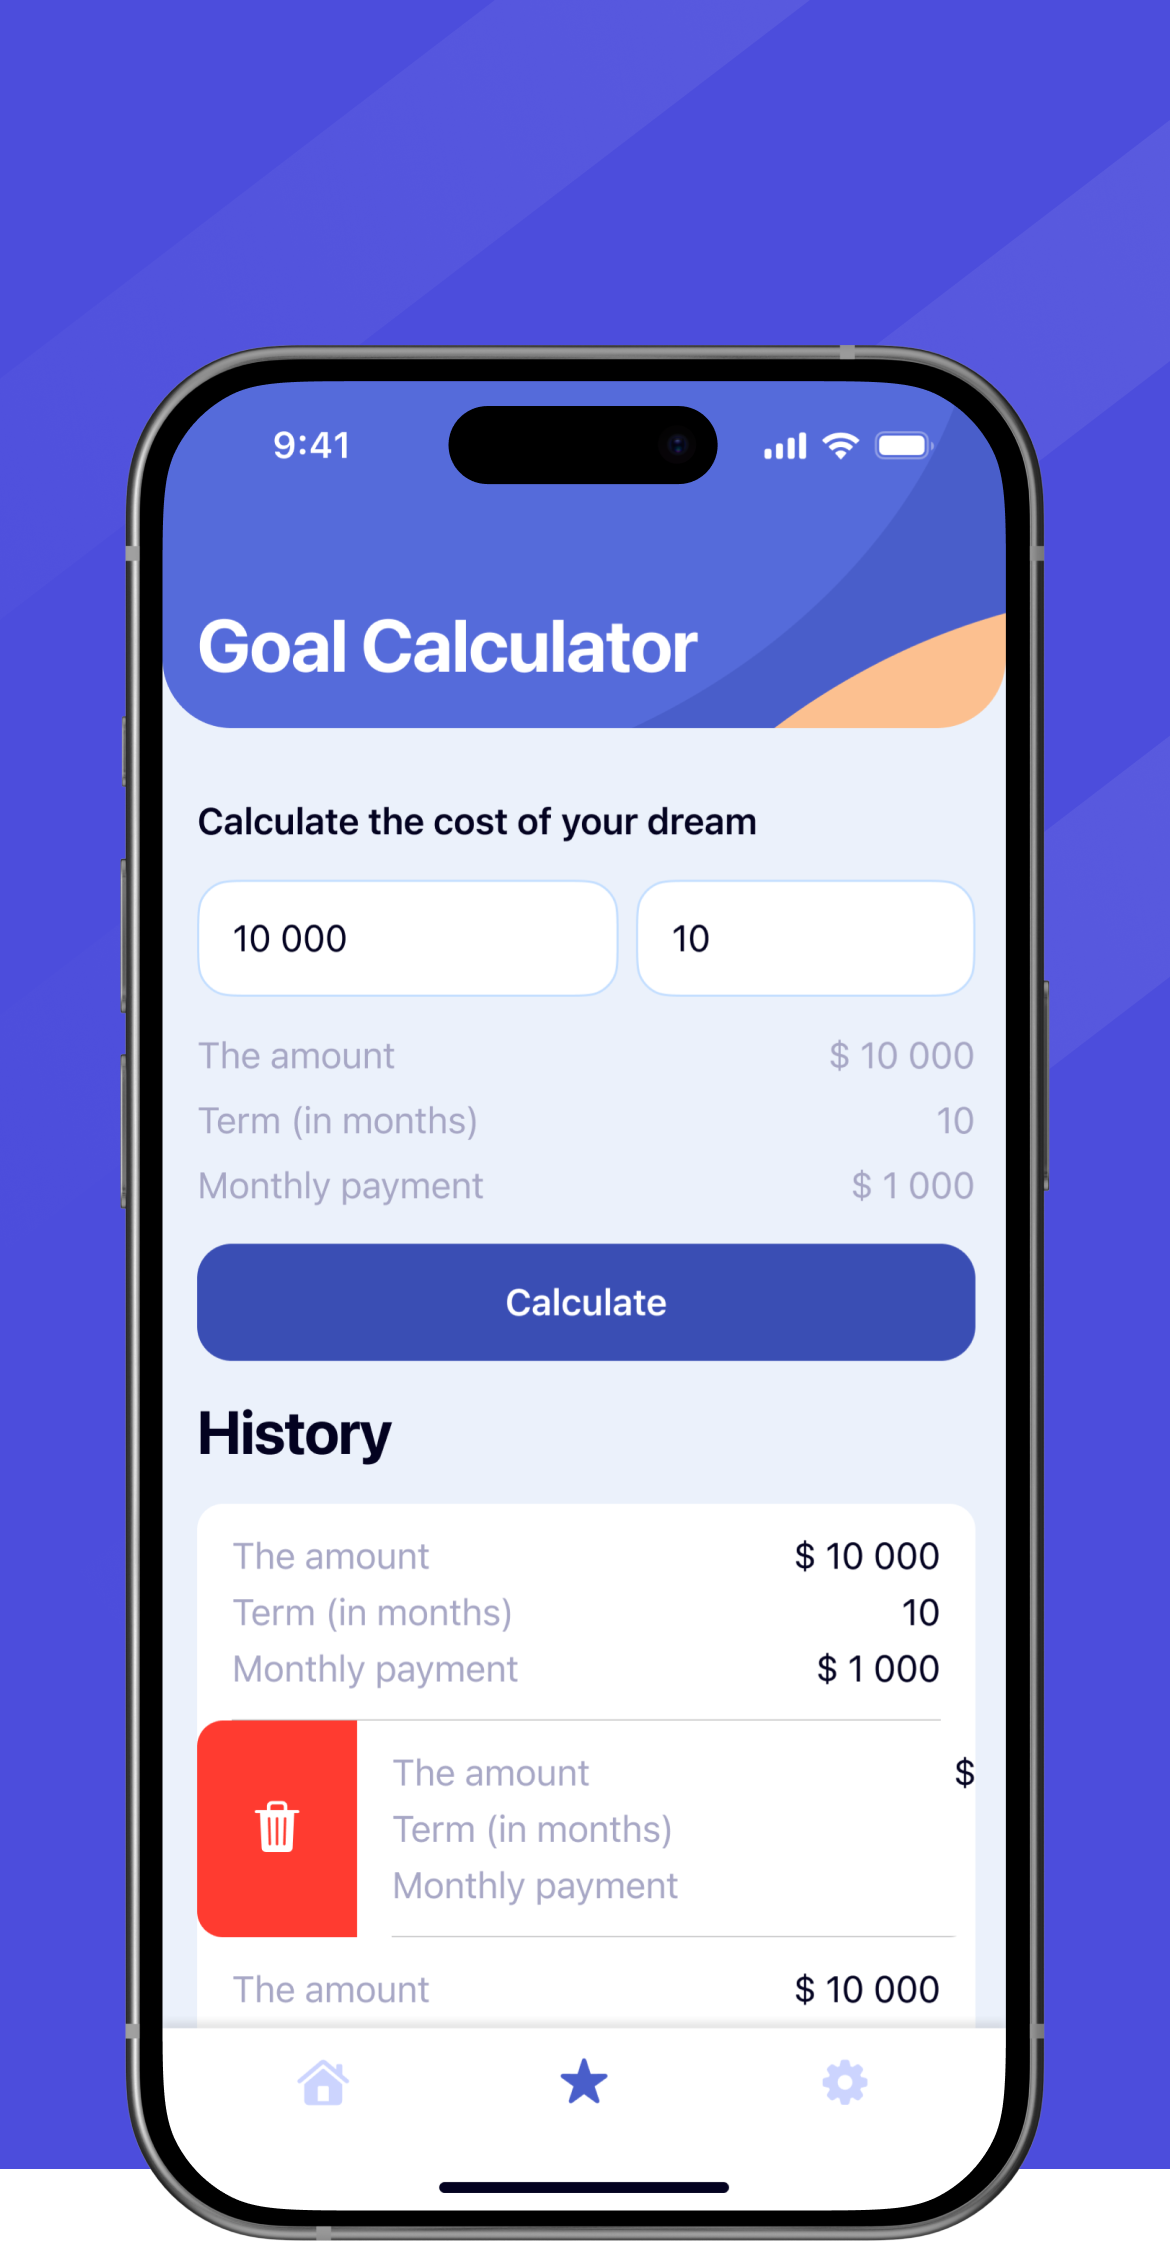 9:41
Goal Calculator
Calculate the cost of your dream
10 000 10
The amount $ 10 000
Term (in months) 10
Monthly payment $ 1 000
Calculate
History
The amount $ 10 000
Term (in months) 10
Monthly payment $ 1 000
The amount $
Term (in months)
Monthly payment
The amount $ 10 000